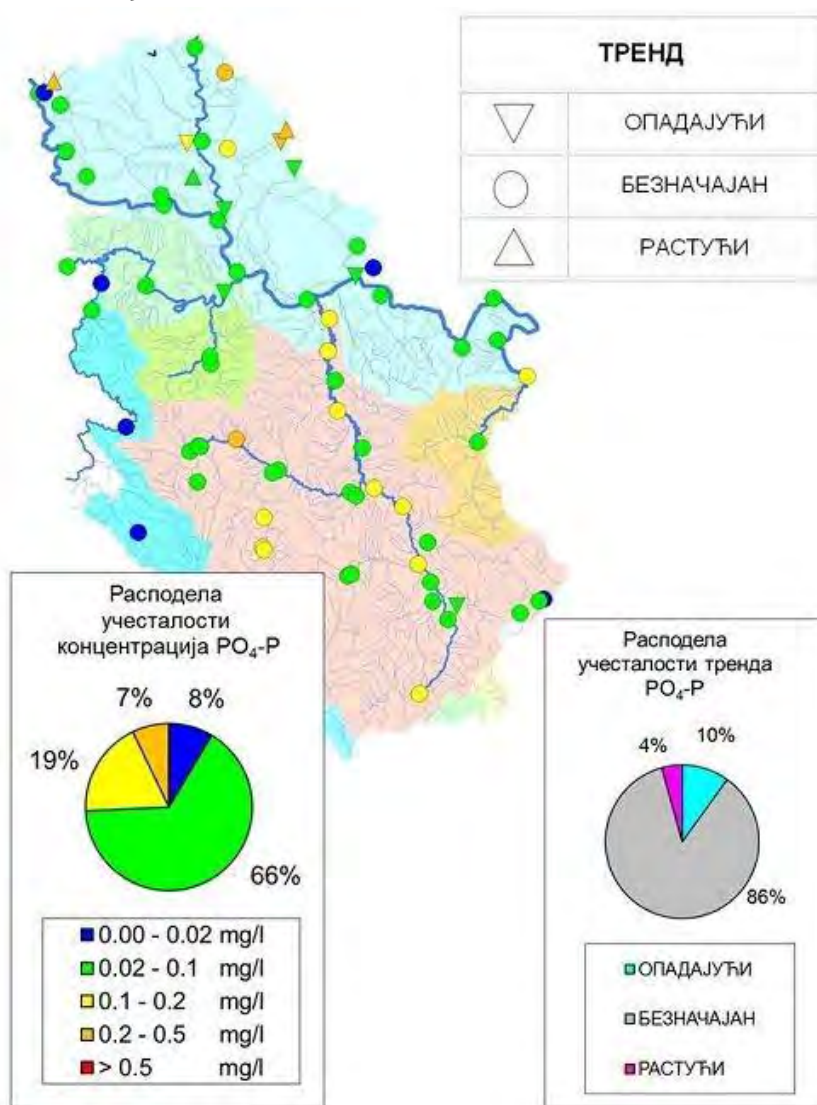 ТРЕНД
ОПАДАЈУЋИ
БЕЗНАЧАЈАН
РАСТУЋИ
Расподела
учесталости
концентрација PO₄-P
7%
8%
19%
66%
0.00 - 0.02 mg/l
0.02 - 0.1 mg/l
0.1 - 0.2 mg/l
0.2 - 0.5 mg/l
> 0.5 mg/l
Расподела
учесталости тренда
PO₄-P
4%
10%
86%
ОПАДАЈУЋИ
БЕЗНАЧАЈАН
РАСТУЋИ